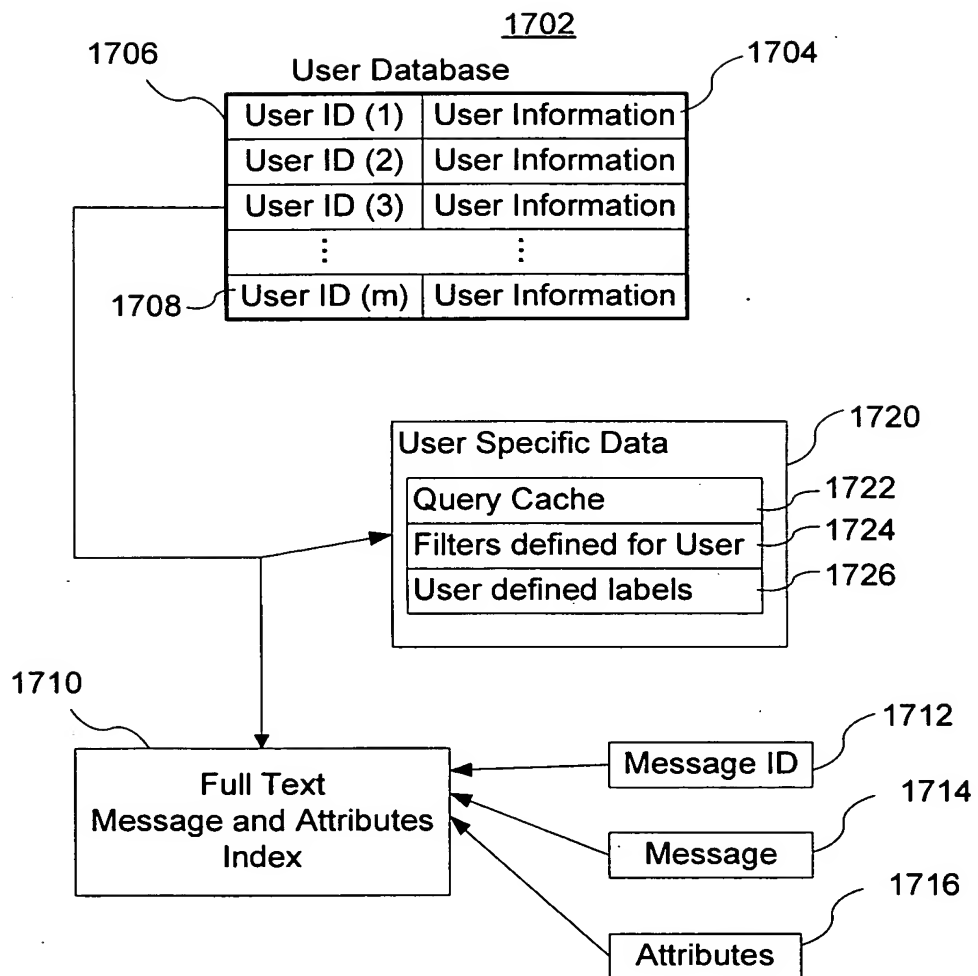 1702
1706
1704
User Database
User ID (1) User Information
User ID (2) User Information
User ID (3) User Information
⋮ ⋮
1708
User ID (m) User Information
1720
User Specific Data
Query Cache
1722
Filters defined for User
1724
User defined labels
1726
1710
Full Text
Message and Attributes
Index
Message ID
1712
Message
1714
Attributes
1716